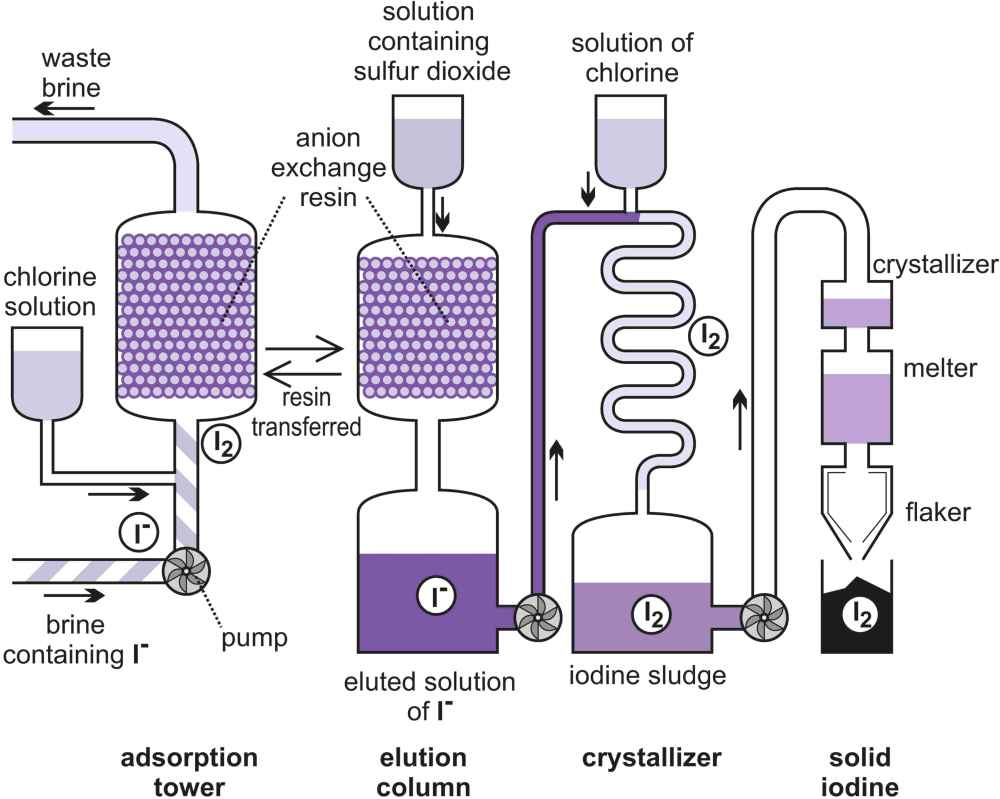 solution
containing
sulfur dioxide
solution of
chlorine
waste
brine
anion
exchange
resin
chlorine
solution
crystallizer
I₂
melter
resin
transferred
I₂
flaker
I⁻
I⁻
I₂
I₂
brine
containing I⁻
pump
eluted solution
of I⁻
iodine sludge
adsorption
tower
elution
column
crystallizer
solid
iodine